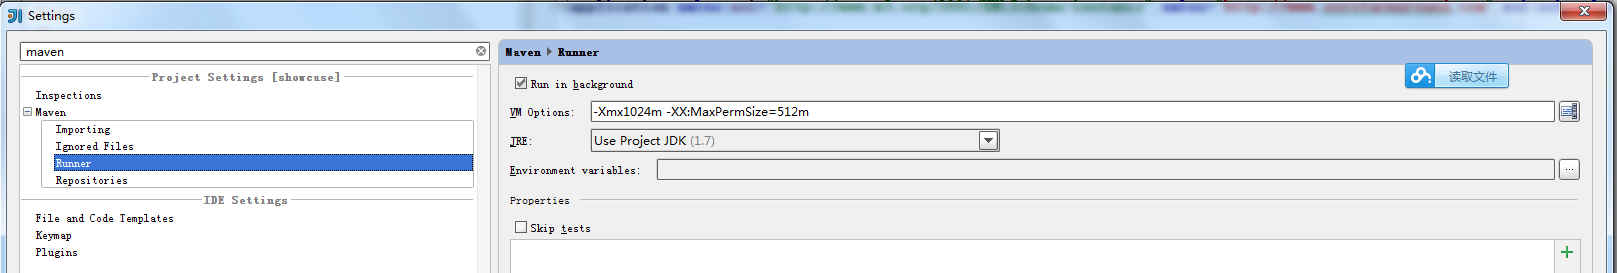 Settings
maven
Project Settings [showcase]
Inspections
Maven
Importing
Ignored Files
Runner
Repositories
IDE Settings
File and Code Templates
Keymap
Plugins
Maven ▸ Runner
Run in background
读取文件
VM Options: -Xmx1024m -XX:MaxPermSize=512m
JRE: Use Project JDK (1.7)
Environment variables: ...
Properties
Skip tests